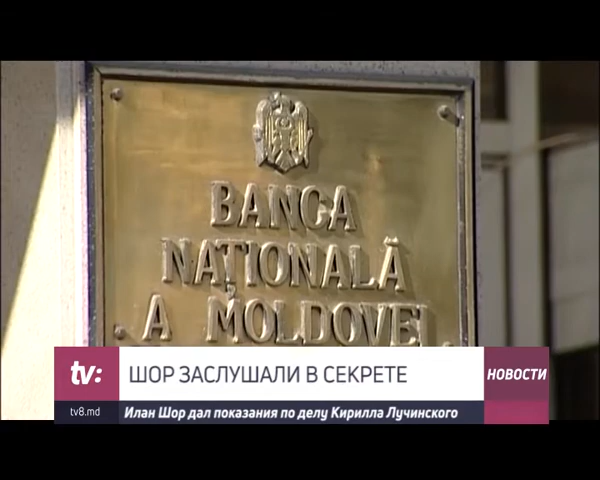 BANCA
NAȚIONALĂ
A MOLDOVEI
tv:
ШОР ЗАСЛУШАЛИ В СЕКРЕТЕ
НОВОСТИ
tv8.md
Илан Шор дал показания по делу Кирилла Лучинского